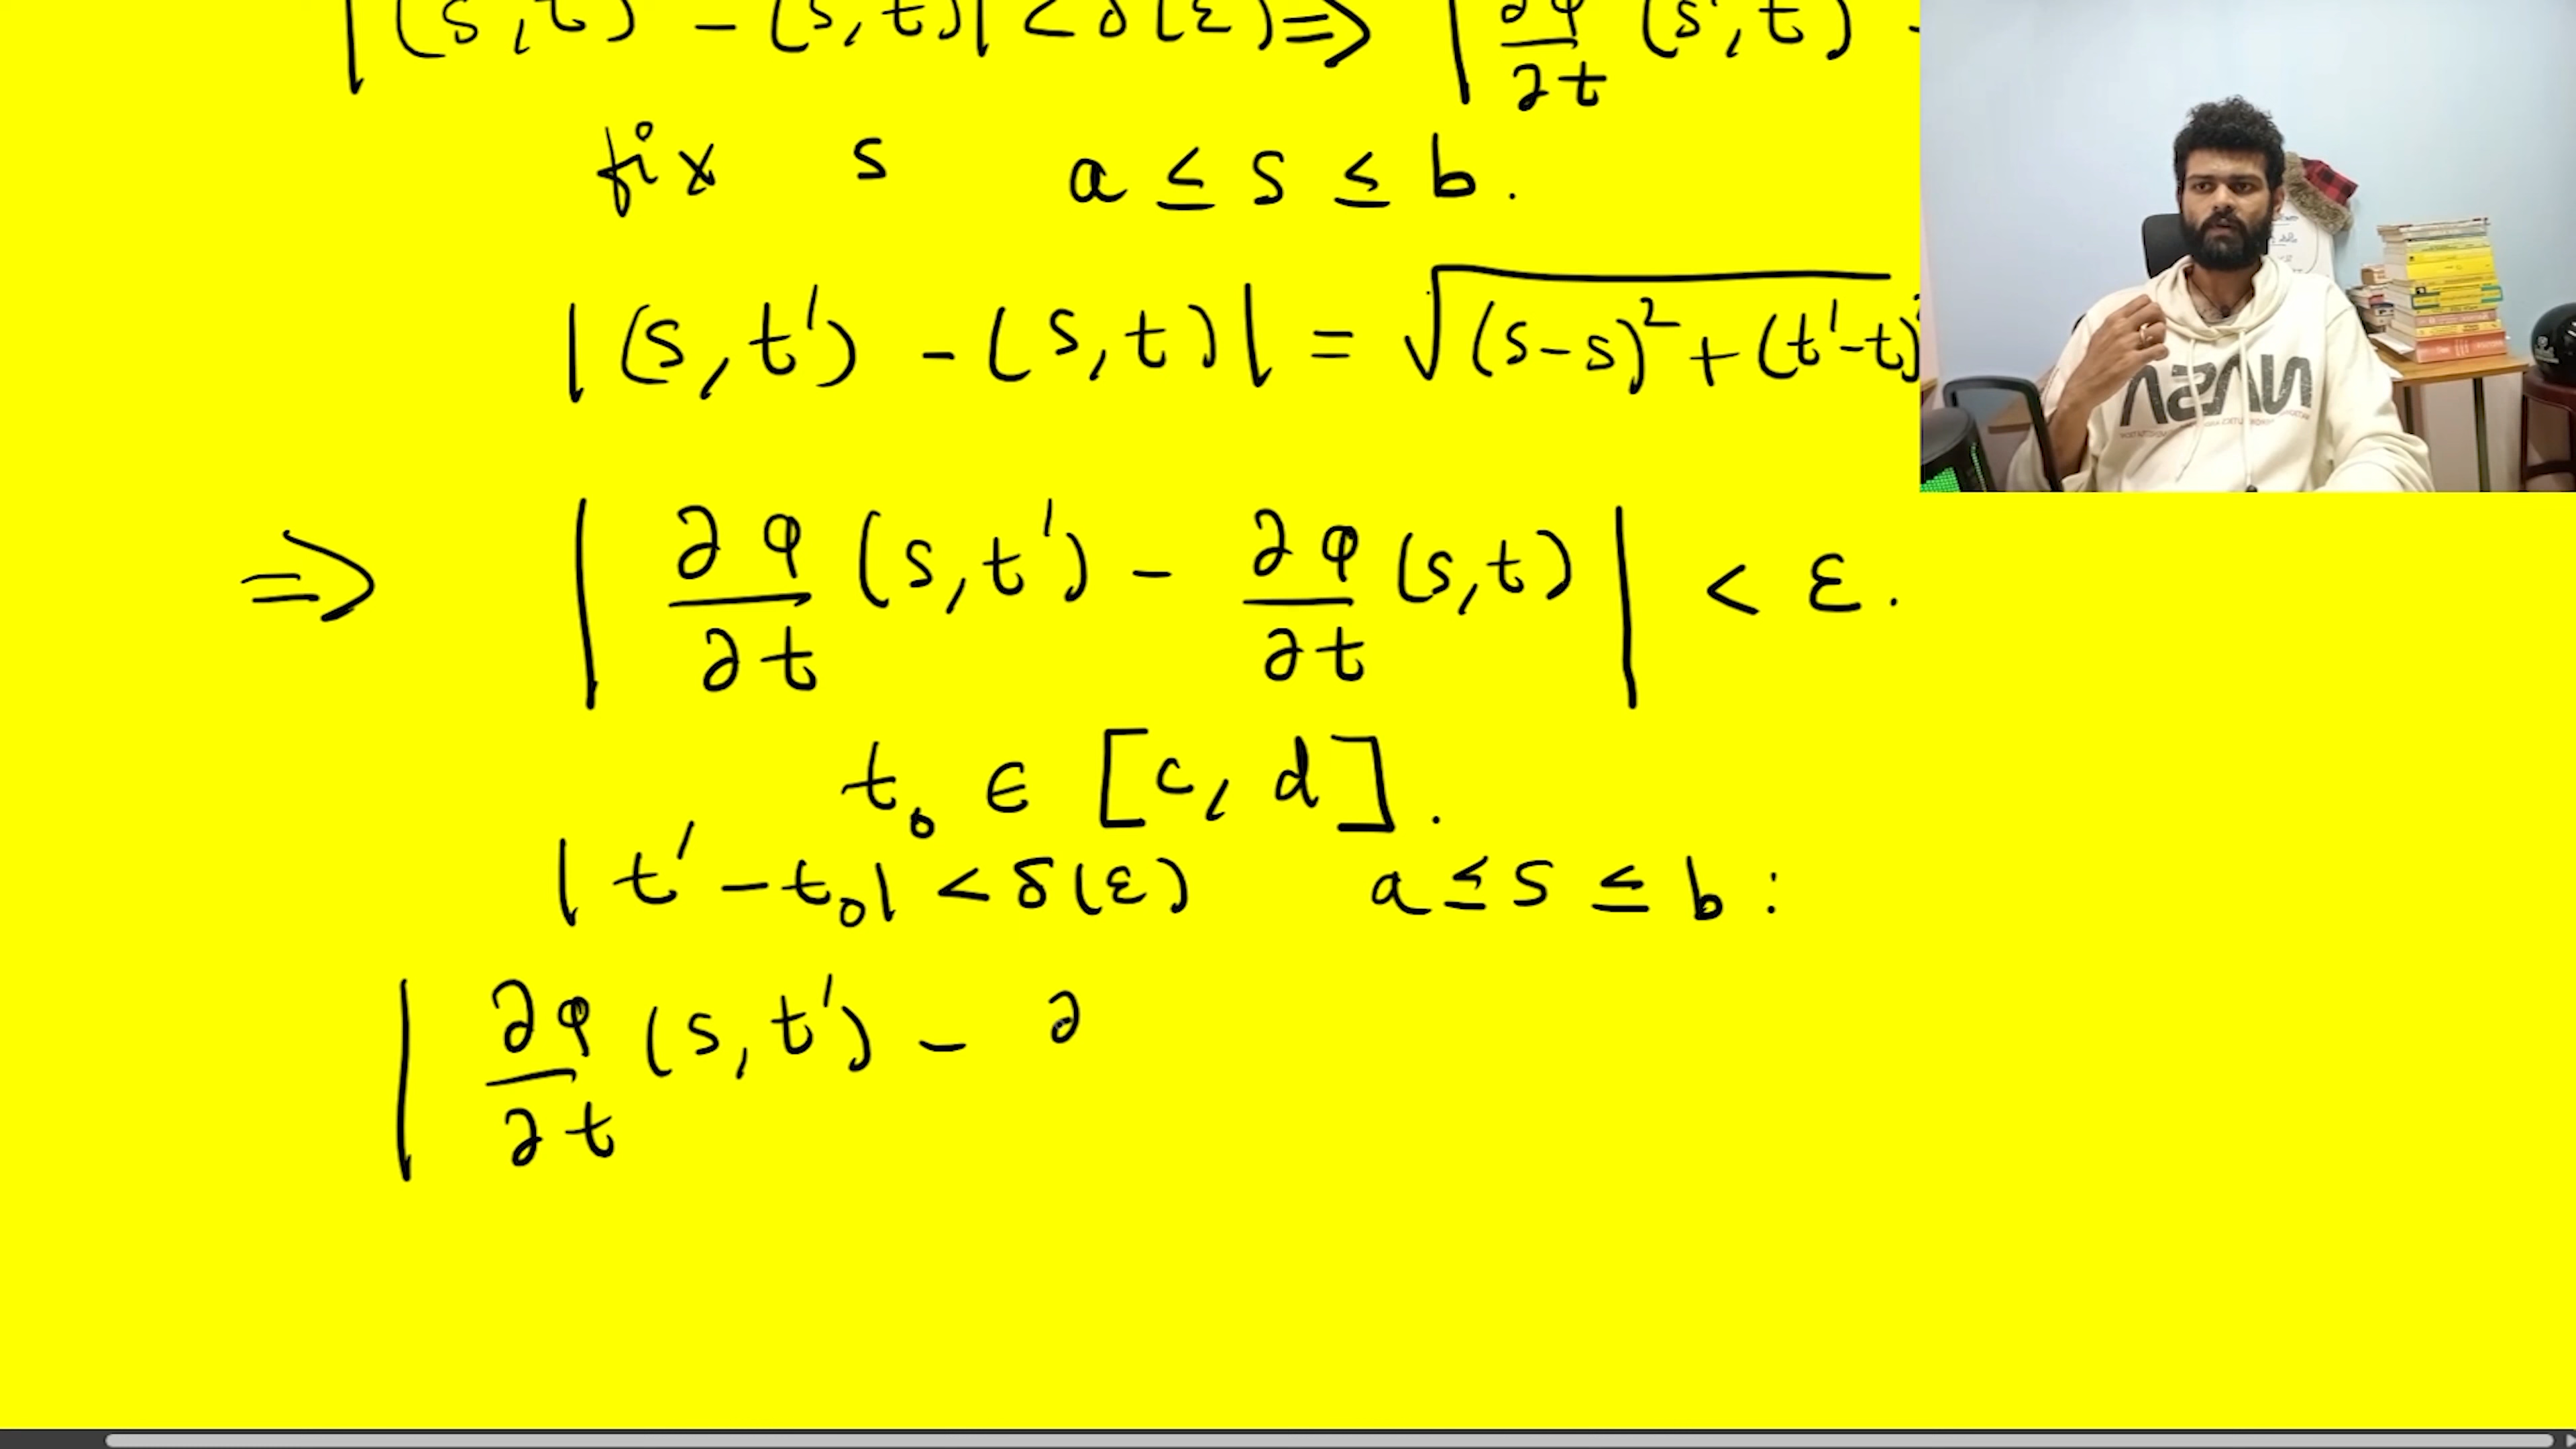 |(s,t) - (s,t)| < δ(ε) ⇒ | ∂φ/∂t (s',t) -
fix s a ≤ s ≤ b.
|(s,t') - (s,t)| = √(s-s)² + (t'-t)²
⇒ | ∂φ/∂t (s,t') - ∂φ/∂t (s,t) | < ε.
t₀ ∈ [c, d].
|t' - t₀| < δ(ε) a ≤ s ≤ b :
| ∂φ/∂t (s,t') - ∂